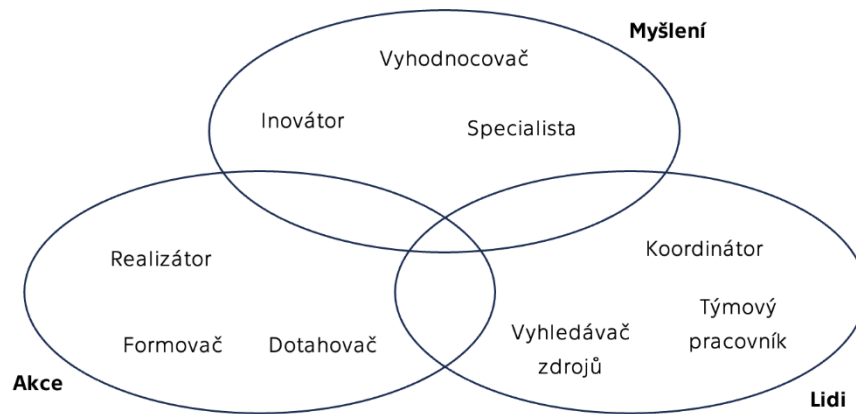 Myšlení
Vyhodnocovač
Inovátor
Specialista
Realizátor
Koordinátor
Formovač
Dotahovač
Vyhledávač
zdrojů
Týmový
pracovník
Akce
Lidi